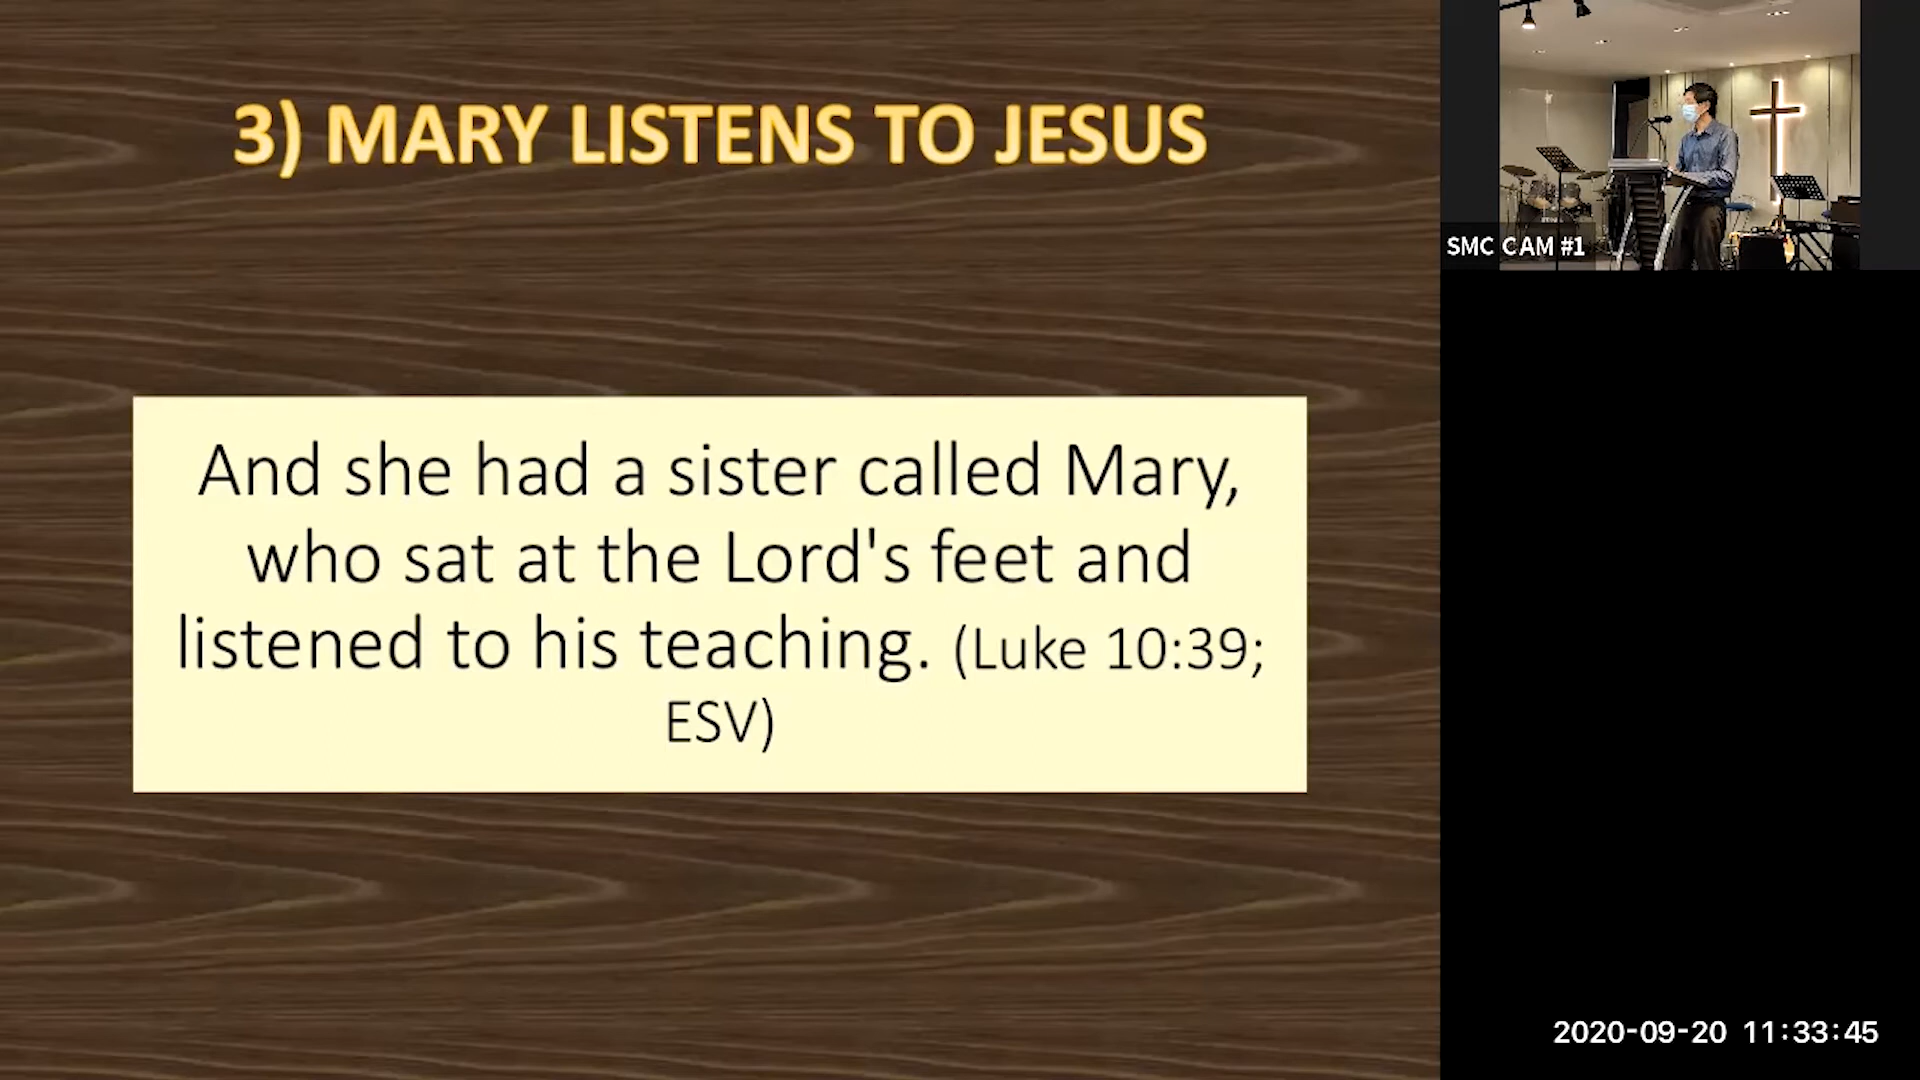 3) MARY LISTENS TO JESUS
And she had a sister called Mary,
who sat at the Lord's feet and
listened to his teaching. (Luke 10:39;
ESV)
SMC CAM #1
2020-09-20 11:33:45